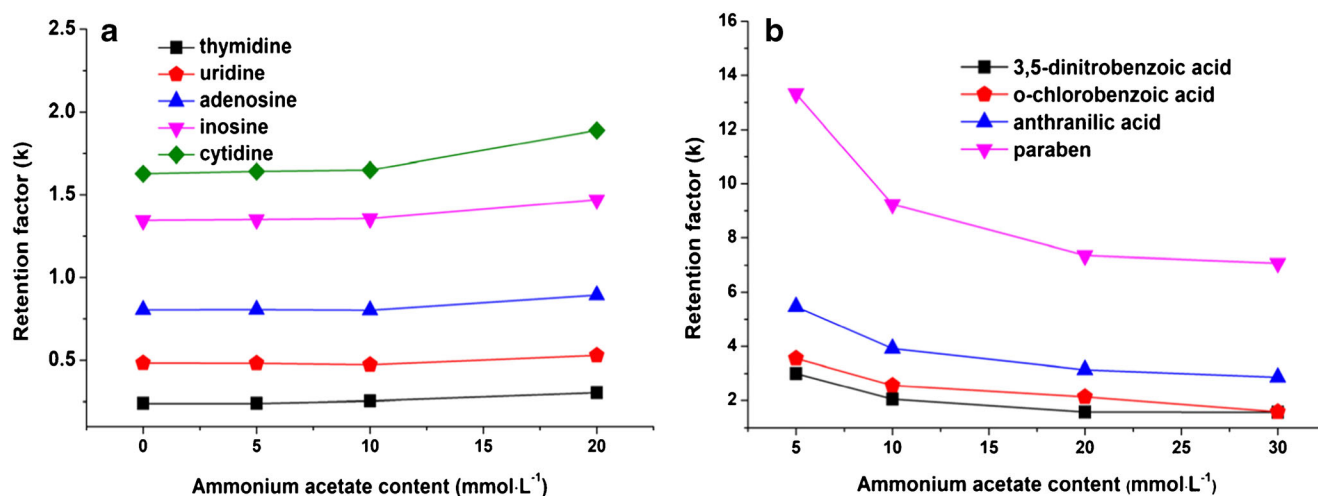 a
thymidine
uridine
adenosine
inosine
cytidine
2.5
2.0
1.5
1.0
0.5
Retention factor (k)
0 5 10 15 20
Ammonium acetate content (mmol·L⁻¹)
b
3,5-dinitrobenzoic acid
o-chlorobenzoic acid
anthranilic acid
paraben
16
14
12
10
8
6
4
2
Retention factor (k)
5 10 15 20 25 30
Ammonium acetate content (mmol·L⁻¹)